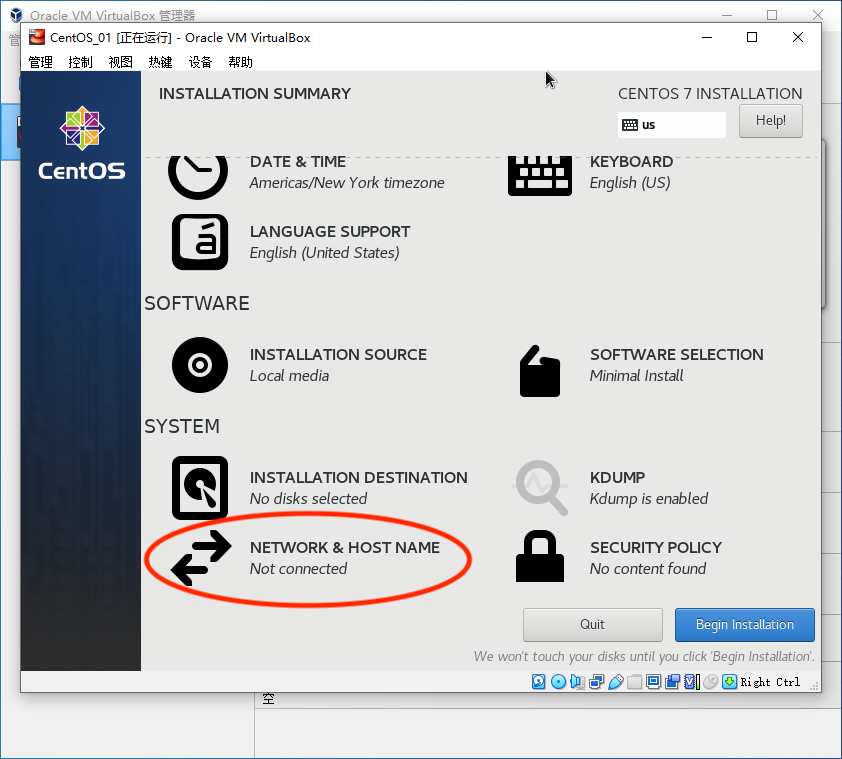 Oracle VM VirtualBox 管理器
CentOS_01 [正在运行] - Oracle VM VirtualBox
管理 控制 视图 热键 设备 帮助
CentOS
INSTALLATION SUMMARY
CENTOS 7 INSTALLATION
us
Help!
DATE & TIME
Americas/New York timezone
KEYBOARD
English (US)
LANGUAGE SUPPORT
English (United States)
SOFTWARE
INSTALLATION SOURCE
Local media
SOFTWARE SELECTION
Minimal Install
SYSTEM
INSTALLATION DESTINATION
No disks selected
KDUMP
Kdump is enabled
NETWORK & HOST NAME
Not connected
SECURITY POLICY
No content found
Quit
Begin Installation
We won't touch your disks until you click 'Begin Installation'.
Right Ctrl
空